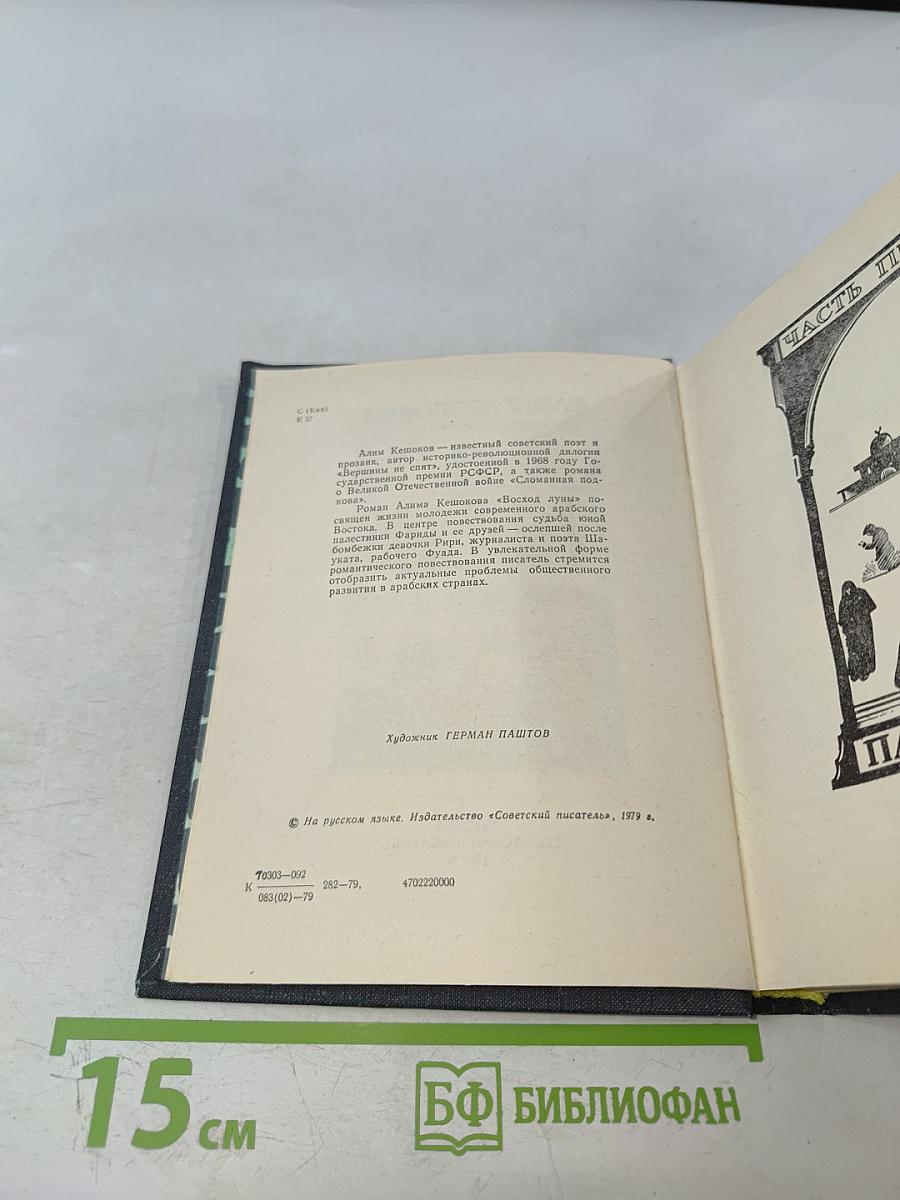 С (Каб)
К 37
Алим Кешоков — известный советский поэт и
прозаик, автор историко-революционной дилогии
«Вершины не спят», удостоенной в 1968 году Го-
сударственной премии РСФСР, а также романа
о Великой Отечественной войне «Сломанная под-
кова».
Роман Алима Кешокова «Восход луны» по-
священ жизни молодежи современного арабского
Востока. В центре повествования судьба юной
палестинки Фариды и ее друзей — ослепшей после
бомбежки девочки Рири, журналиста и поэта Ша-
уката, рабочего Фуада. В увлекательной форме
романтического повествования писатель стремится
отобразить актуальные проблемы общественного
развития в арабских странах.
Художник ГЕРМАН ПАШТОВ
© На русском языке. Издательство «Советский писатель», 1979 г.
К 70303—092
083(02)—79 282—79, 4702220000
ЧАСТЬ
15 см
БФ БИБЛИОФАН